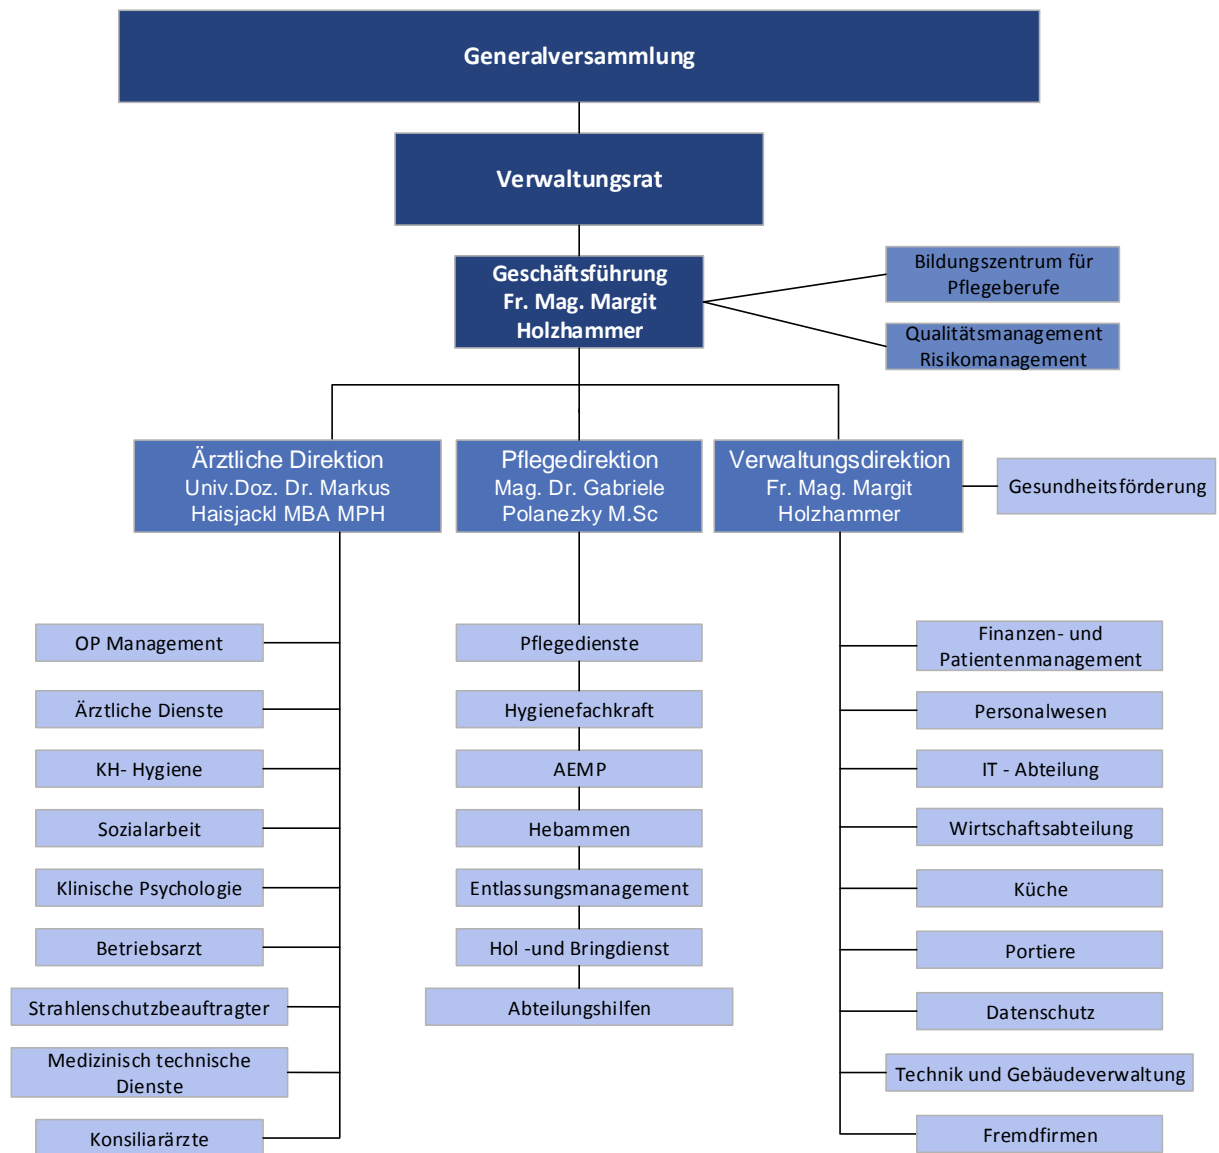 Generalversammlung
Verwaltungsrat
Geschäftsführung
Fr. Mag. Margit
Holzhammer
Bildungszentrum für
Pflegeberufe
Qualitätsmanagement
Risikomanagement
Ärztliche Direktion
Univ.Doz. Dr. Markus
Haisjackl MBA MPH
Pflegedirektion
Mag. Dr. Gabriele
Polanezky M.Sc
Verwaltungsdirektion
Fr. Mag. Margit
Holzhammer
Gesundheitsförderung
OP Management
Ärztliche Dienste
KH- Hygiene
Sozialarbeit
Klinische Psychologie
Betriebsarzt
Strahlenschutzbeauftragter
Medizinisch technische
Dienste
Konsiliarärzte
Pflegedienste
Hygienefachkraft
AEMP
Hebammen
Entlassungsmanagement
Hol -und Bringdienst
Abteilungshilfen
Finanzen- und
Patientenmanagement
Personalwesen
IT - Abteilung
Wirtschaftsabteilung
Küche
Portiere
Datenschutz
Technik und Gebäudeverwaltung
Fremdfirmen